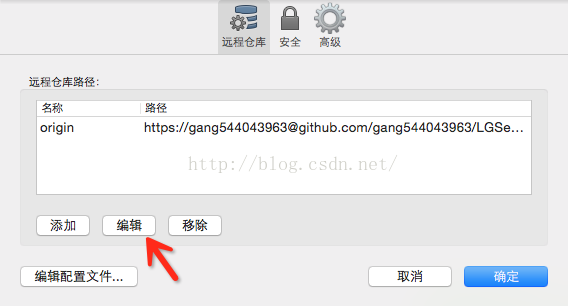 远程仓库 安全 高级
远程仓库路径:
名称 路径
origin https://gang544043963@github.com/gang544043963/LGSe...
http://blog.csdn.net/
添加 编辑 移除
编辑配置文件... 取消 确定